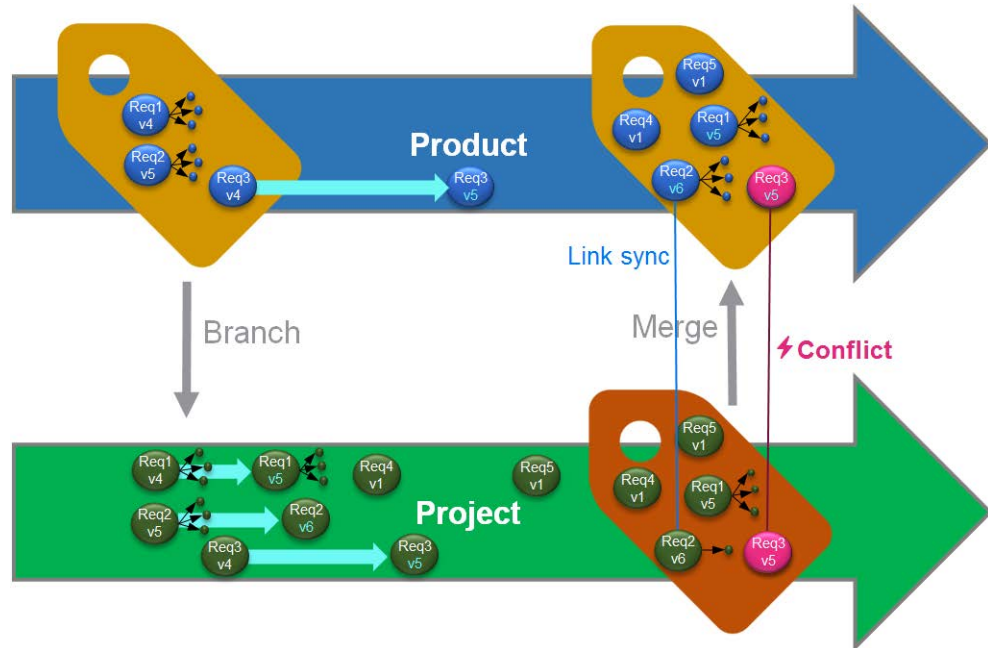 Req5
v1
Req1
v4
Req4
v1
Req1
v5
Product
Req2
v5
Req3
v4
Req3
v5
Req2
v6
Req3
v5
Link sync
Branch
Merge
Conflict
Req5
v1
Req1
v4
Req1
v5
Req4
v1
Req5
v1
Req4
v1
Req1
v5
Project
Req2
v5
Req2
v6
Req3
v4
Req3
v5
Req2
v6
Req3
v5